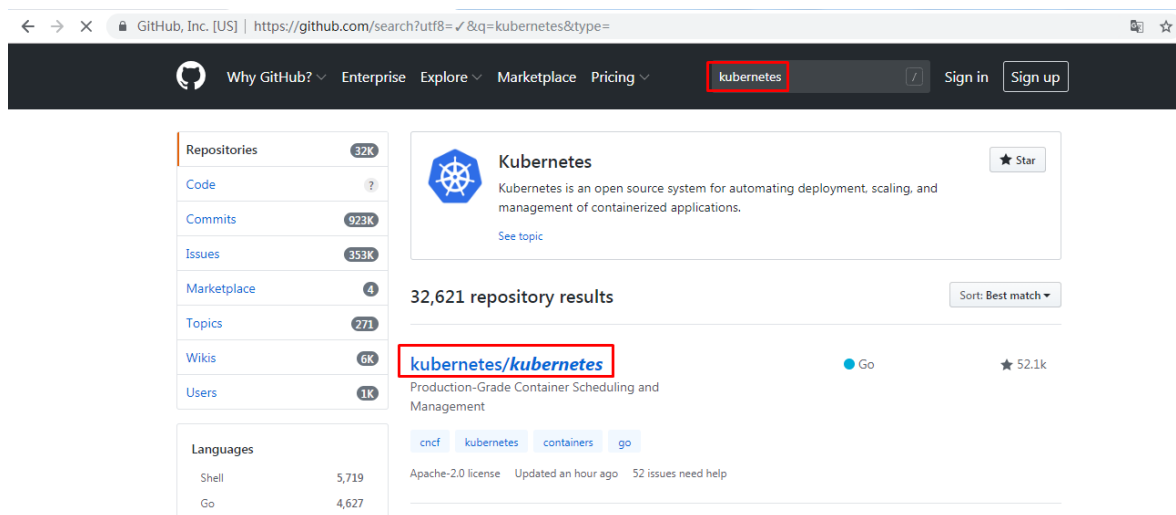 GitHub, Inc. [US] | https://github.com/search?utf8=✓&q=kubernetes&type=
Why GitHub? Enterprise Explore Marketplace Pricing kubernetes / Sign in Sign up
Repositories 32K
Code ?
Commits 923K
Issues 353K
Marketplace 4
Topics 271
Wikis 6K
Users 1K
Languages
Shell 5,719
Go 4,627
Kubernetes
Star
Kubernetes is an open source system for automating deployment, scaling, and
management of containerized applications.
See topic
32,621 repository results
Sort: Best match
kubernetes/kubernetes
Go
52.1k
Production-Grade Container Scheduling and
Management
cncf kubernetes containers go
Apache-2.0 license Updated an hour ago 52 issues need help